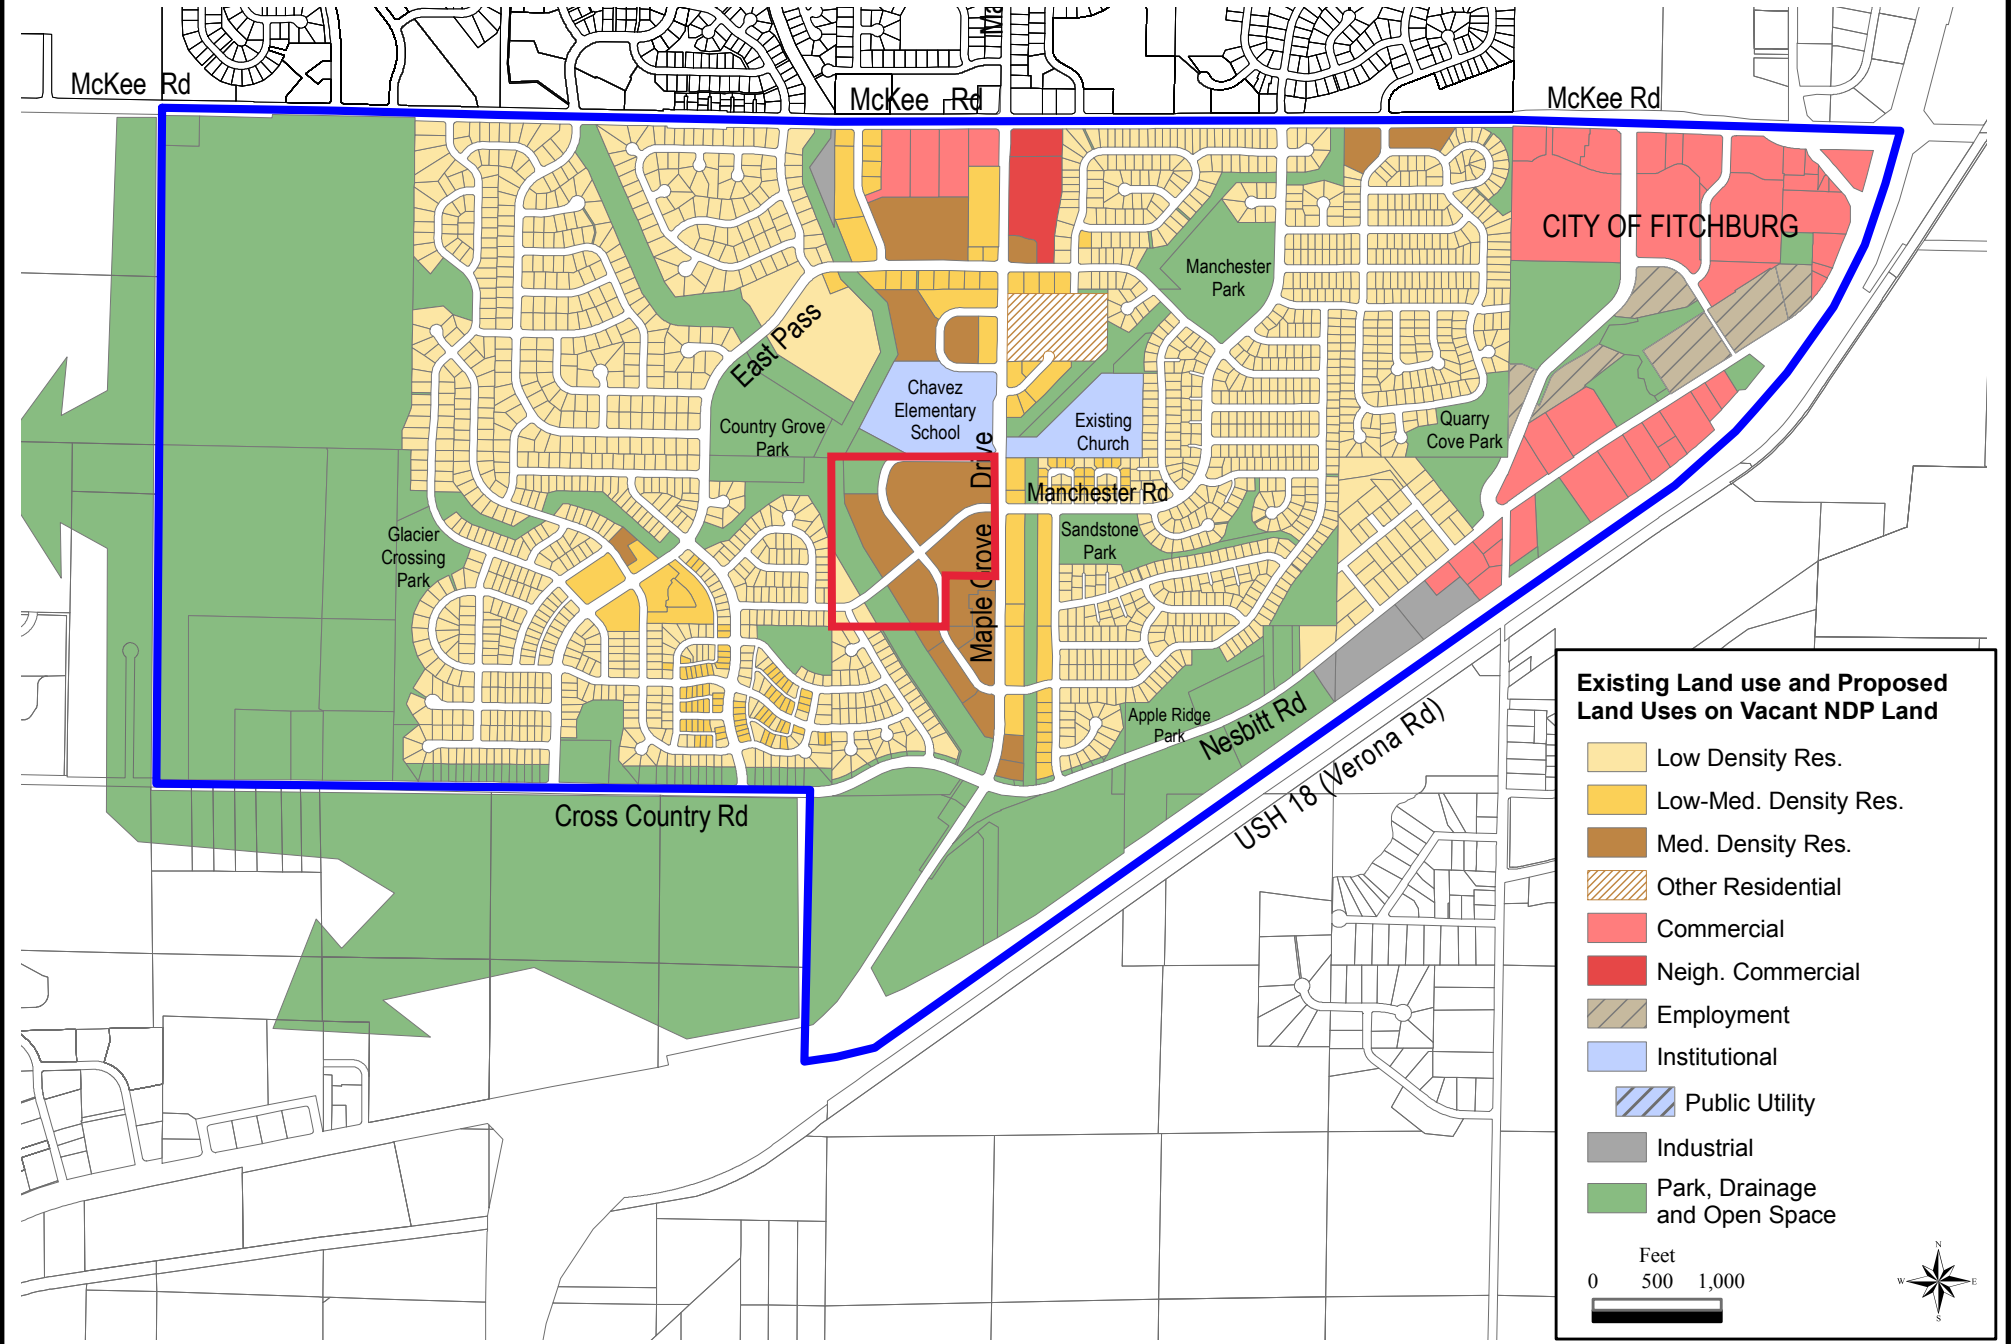 Ma
McKee Rd
McKee Rd
McKee Rd
CITY OF FITCHBURG
Manchester
Park
East Pass
Chavez
Elementary
School
Existing
Church
Country Grove
Park
Quarry
Cove Park
Maple Grove Drive
Manchester Rd
Glacier
Crossing
Park
Sandstone
Park
Apple Ridge
Park
Nesbitt Rd
USH 18 (Verona Rd)
Cross Country Rd
Existing Land use and Proposed
Land Uses on Vacant NDP Land
Low Density Res.
Low-Med. Density Res.
Med. Density Res.
Other Residential
Commercial
Neigh. Commercial
Employment
Institutional
Public Utility
Industrial
Park, Drainage
and Open Space
Feet
0 500 1,000
N
W E
S